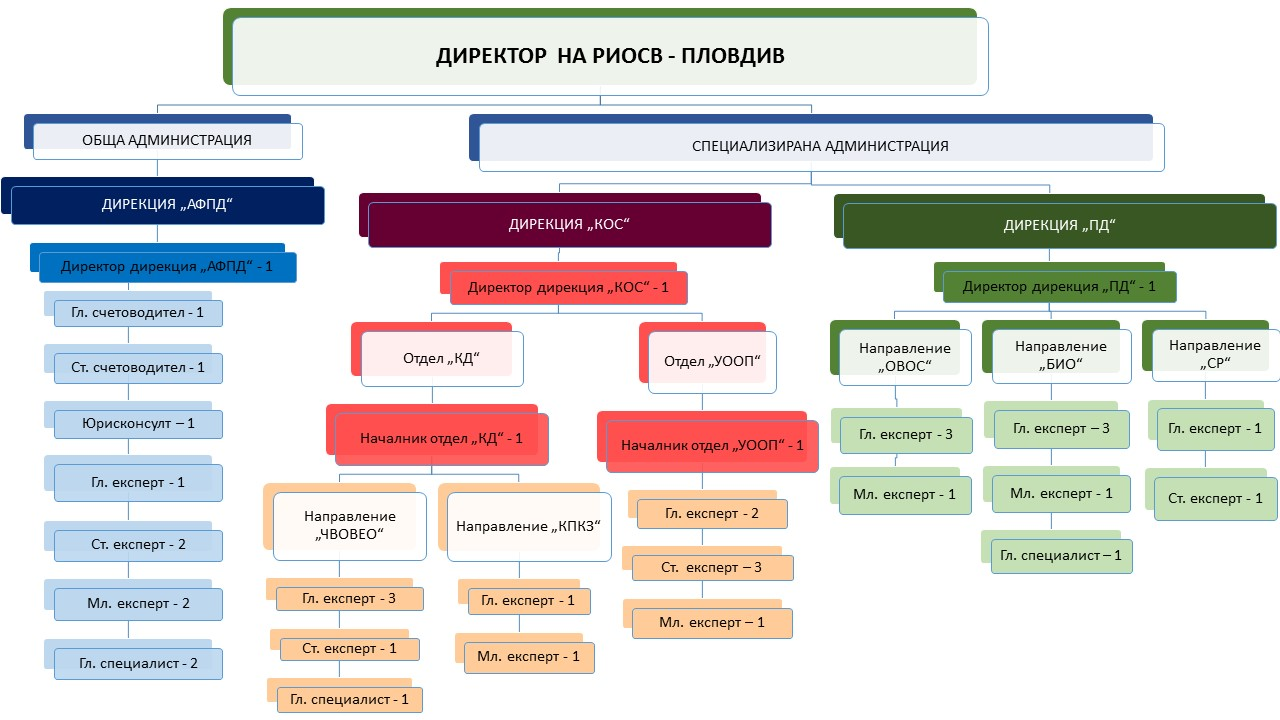 ДИРЕКТОР НА РИОСВ - ПЛОВДИВ
ОБЩА АДМИНИСТРАЦИЯ
СПЕЦИАЛИЗИРАНА АДМИНИСТРАЦИЯ
ДИРЕКЦИЯ „АФПД“
Директор дирекция „АФПД“ - 1
Гл. счетоводител - 1
Ст. счетоводител - 1
Юрисконсулт – 1
Гл. експерт - 1
Ст. експерт - 2
Мл. експерт - 2
Гл. специалист - 2
ДИРЕКЦИЯ „КОС“
Директор дирекция „КОС“ - 1
Отдел „КД“
Началник отдел „КД“ - 1
Направление
„ЧВОВЕО“
Гл. експерт - 3
Ст. експерт - 1
Гл. специалист - 1
Направление „КПКЗ“
Гл. експерт - 1
Мл. експерт - 1
Отдел „УООП“
Началник отдел „УООП“ - 1
Гл. експерт - 2
Ст. експерт – 3
Мл. експерт – 1
ДИРЕКЦИЯ „ПД“
Директор дирекция „ПД“ - 1
Направление
„ОВОС“
Гл. експерт - 3
Мл. експерт - 1
Направление
„БИО“
Гл. експерт – 3
Мл. експерт - 1
Гл. специалист – 1
Направление
„СР“
Гл. експерт - 1
Ст. експерт - 1